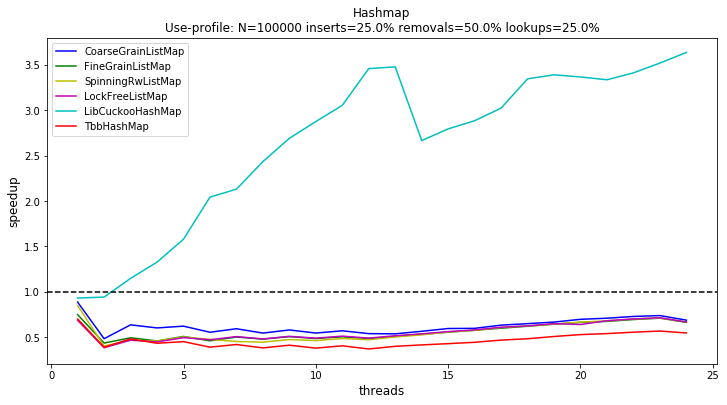 Hashmap
Use-profile: N=100000 inserts=25.0% removals=50.0% lookups=25.0%
CoarseGrainListMap
FineGrainListMap
SpinningRwListMap
LockFreeListMap
LibCuckooHashMap
TbbHashMap
speedup
3.5
3.0
2.5
2.0
1.5
1.0
0.5
0 5 10 15 20 25
threads